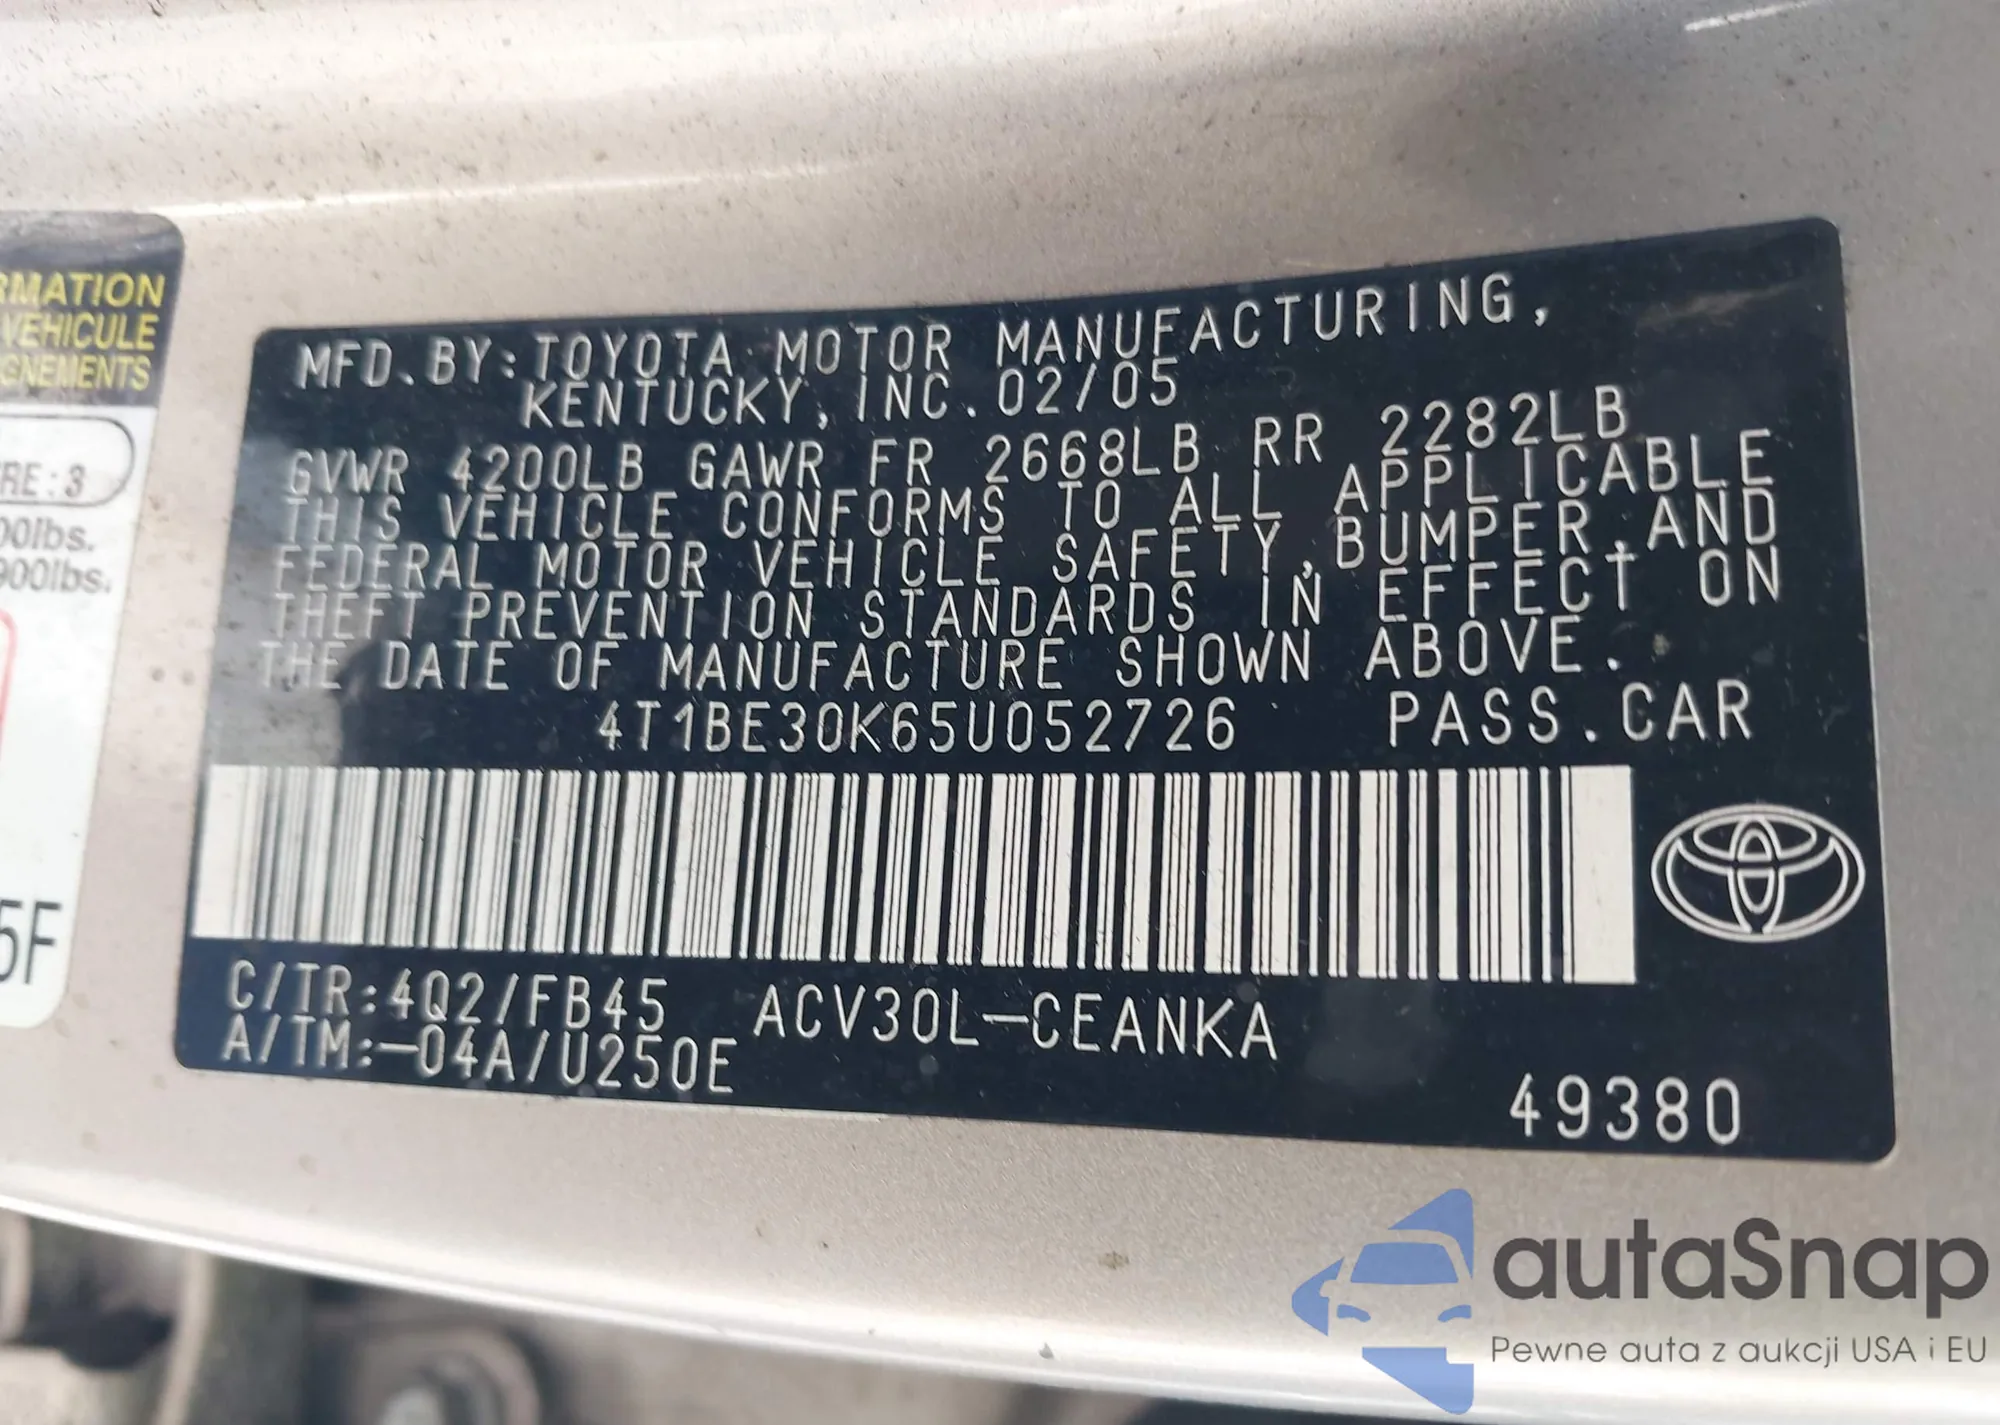 RMATION
VEHICULE
GNEMENTS
RE:3
00lbs.
900lbs.
5F
MFD.BY:TOYOTA MOTOR MANUFACTURING,
KENTUCKY, INC.02/05
GVWR 4200LB GAWR FR 2668LB RR 2282LB
THIS VEHICLE CONFORMS TO ALL APPLICABLE
FEDERAL MOTOR VEHICLE SAFETY,BUMPER,AND
THEFT PREVENTION STANDARDS IN EFFECT ON
THE DATE OF MANUFACTURE SHOWN ABOVE.
4T1BE30K65U052726 PASS.CAR
C/TR:4Q2/FB45 ACV30L-CEANKA
A/TM:-04A/U250E
49380
autaSnap
Pewne auta z aukcji USA i EU